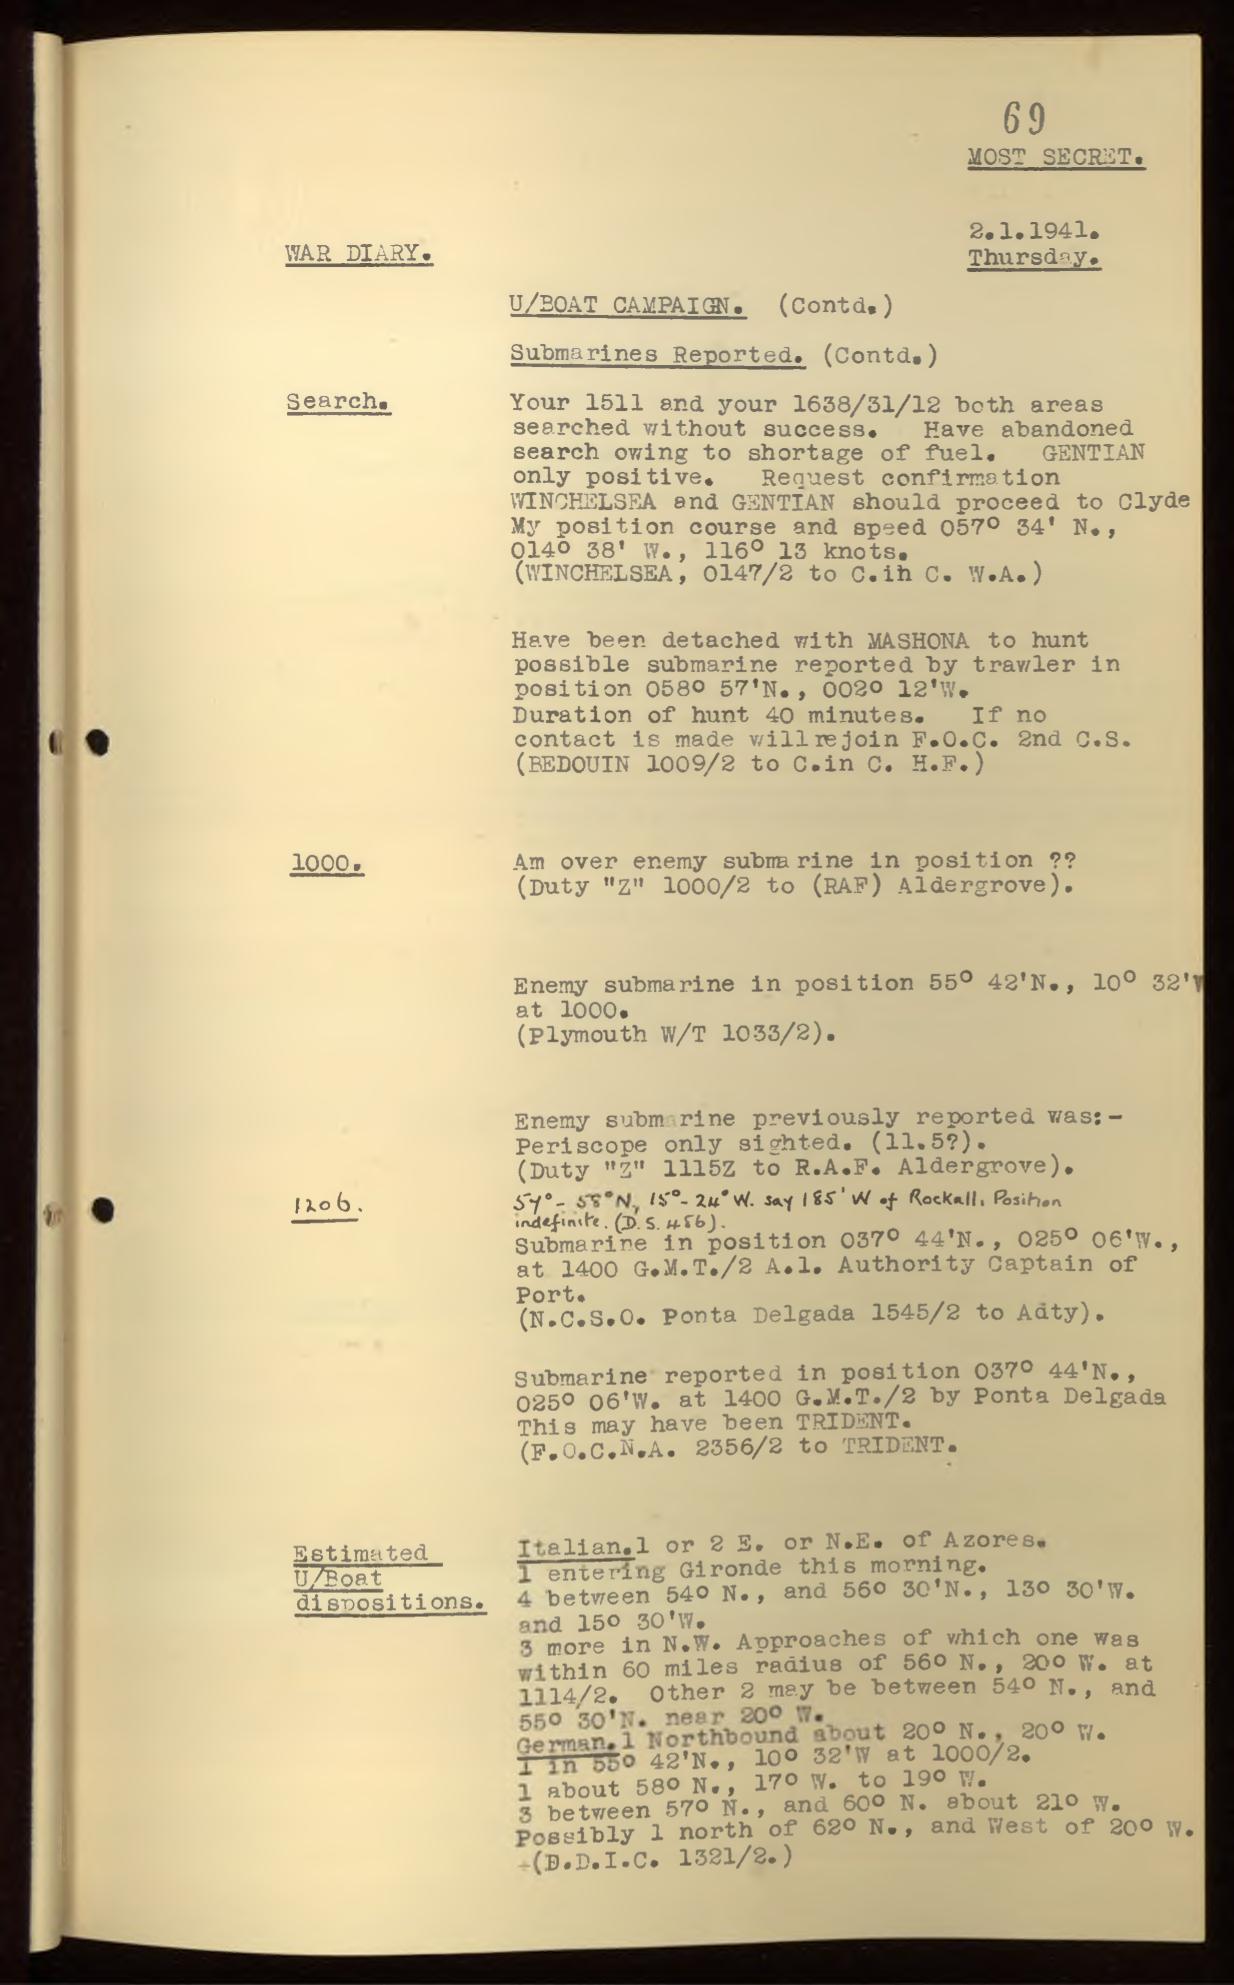 69
MOST SECRET.
2.1.1941.
WAR DIARY.
Thursday.
U/BOAT CAMPAIGN. (Contd.)
Submarines Reported. (Contd.)
Search.
Your 1511 and your 1638/31/12 both areas
searched without success. Have abandoned
search owing to shortage of fuel. GENTIAN
only positive. Request confirmation
WINCHELSEA and GENTIAN should proceed to Clyde
My position course and speed 057° 34' N.,
014° 38' W., 116° 13 knots.
(WINCHELSEA, 0147/2 to C.in C. W.A.)
Have been detached with MASHONA to hunt
possible submarine reported by trawler in
position 058° 57'N., 002° 12'W.
Duration of hunt 40 minutes. If no
contact is made will rejoin F.O.C. 2nd C.S.
(BEDOUIN 1009/2 to C.in C. H.F.)
1000.
Am over enemy submarine in position ??
(Duty "Z" 1000/2 to (RAF) Aldergrove).
Enemy submarine in position 55° 42'N., 10° 32'W
at 1000.
(Plymouth W/T 1033/2).
Enemy submarine previously reported was:-
Periscope only sighted. (11.5?).
(Duty "Z" 1115Z to R.A.F. Aldergrove).
1206.
57°- 58°N, 15°- 24°W. say 185' W of Rockall. Position
indefinite. (D.S. 456).
Submarine in position 037° 44'N., 025° 06'W.,
at 1400 G.M.T./2 A.1. Authority Captain of
Port.
(N.C.S.O. Ponta Delgada 1545/2 to Adty).
Submarine reported in position 037° 44'N.,
025° 06'W. at 1400 G.M.T./2 by Ponta Delgada
This may have been TRIDENT.
(F.O.C.N.A. 2356/2 to TRIDENT.
Estimated
U/Boat
dispositions.
Italian. 1 or 2 E. or N.E. of Azores.
1 entering Gironde this morning.
4 between 54° N., and 56° 30'N., 13° 30'W.
and 15° 30'W.
3 more in N.W. Approaches of which one was
within 60 miles radius of 56° N., 20° W. at
1114/2. Other 2 may be between 54° N., and
55° 30'N. near 20° W.
German. 1 Northbound about 20° N., 20° W.
1 in 55° 42'N., 10° 32'W at 1000/2.
1 about 58° N., 17° W. to 19° W.
3 between 57° N., and 60° N. about 21° W.
Possibly 1 north of 62° N., and West of 20° W.
(D.D.I.C. 1321/2.)